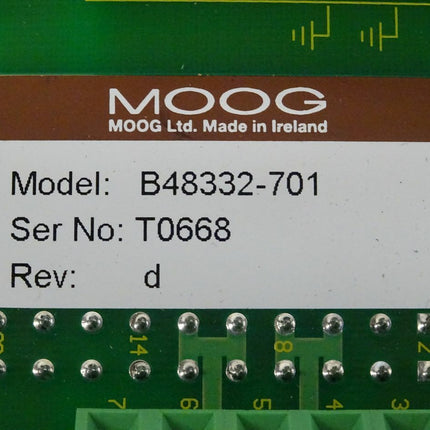 MOOG
MOOG Ltd. Made in Ireland
Model: B48332-701
Ser No: T0668
Rev: d
14 8 2
7 6 5 4 3